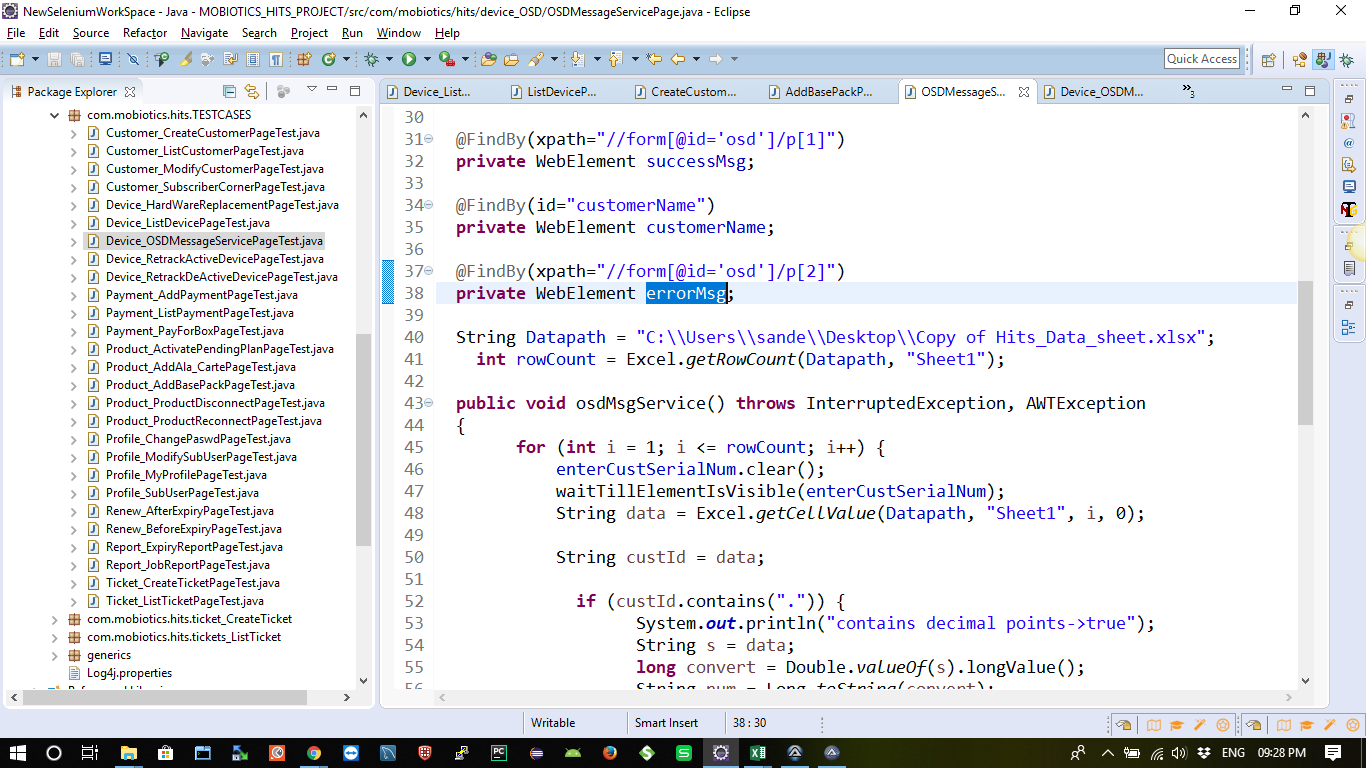 NewSeleniumWorkSpace - Java - MOBIOTICS_HITS_PROJECT/src/com/mobiotics/hits/device_OSD/OSDMessageServicePage.java - Eclipse
File Edit Source Refactor Navigate Search Project Run Window Help
Quick Access
Package Explorer
Device_List...
ListDeviceP...
CreateCustom...
AddBasePackP...
OSDMessageS...
Device_OSDM...
»3
com.mobiotics.hits.TESTCASES
Customer_CreateCustomerPageTest.java
Customer_ListCustomerPageTest.java
Customer_ModifyCustomerPageTest.java
Customer_SubscriberCornerPageTest.java
Device_HardWareReplacementPageTest.java
Device_ListDevicePageTest.java
Device_OSDMessageServicePageTest.java
Device_RetrackActiveDevicePageTest.java
Device_RetrackDeActiveDevicePageTest.java
Payment_AddPaymentPageTest.java
Payment_ListPaymentPageTest.java
Payment_PayForBoxPageTest.java
Product_ActivatePendingPlanPageTest.java
Product_AddAla_CartePageTest.java
Product_AddBasePackPageTest.java
Product_ProductDisconnectPageTest.java
Product_ProductReconnectPageTest.java
Profile_ChangePaswdPageTest.java
Profile_ModifySubUserPageTest.java
Profile_MyProfilePageTest.java
Profile_SubUserPageTest.java
Renew_AfterExpiryPageTest.java
Renew_BeforeExpiryPageTest.java
Report_ExpiryReportPageTest.java
Report_JobReportPageTest.java
Ticket_CreateTicketPageTest.java
Ticket_ListTicketPageTest.java
com.mobiotics.hits.ticket_CreateTicket
com.mobiotics.hits.tickets_ListTicket
generics
Log4j.properties
30
31 @FindBy(xpath="//form[@id='osd']/p[1]")
32 private WebElement successMsg;
33
34 @FindBy(id="customerName")
35 private WebElement customerName;
36
37 @FindBy(xpath="//form[@id='osd']/p[2]")
38 private WebElement errorMsg;
39
40 String Datapath = "C:\\Users\\sande\\Desktop\\Copy of Hits_Data_sheet.xlsx";
41 int rowCount = Excel.getRowCount(Datapath, "Sheet1");
42
43 public void osdMsgService() throws InterruptedException, AWTException
44 {
45 for (int i = 1; i <= rowCount; i++) {
46 enterCustSerialNum.clear();
47 waitTillElementIsVisible(enterCustSerialNum);
48 String data = Excel.getCellValue(Datapath, "Sheet1", i, 0);
49
50 String custId = data;
51
52 if (custId.contains(".")) {
53 System.out.println("contains decimal points->true");
54 String s = data;
55 long convert = Double.valueOf(s).longValue();
56 String num = Long.toString(convert);
Writable Smart Insert 38 : 30
ENG 09:28 PM